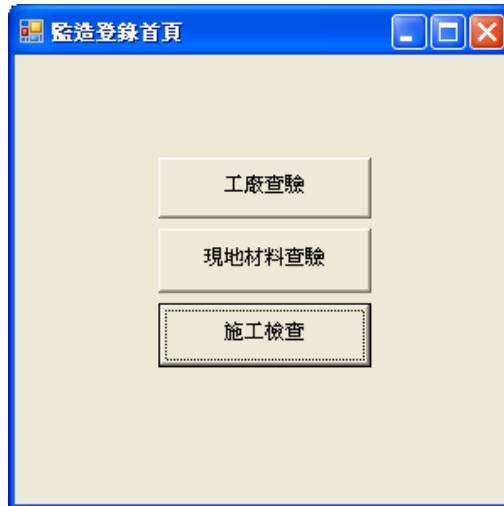 監造登錄首頁
工廠查驗
現地材料查驗
施工檢查